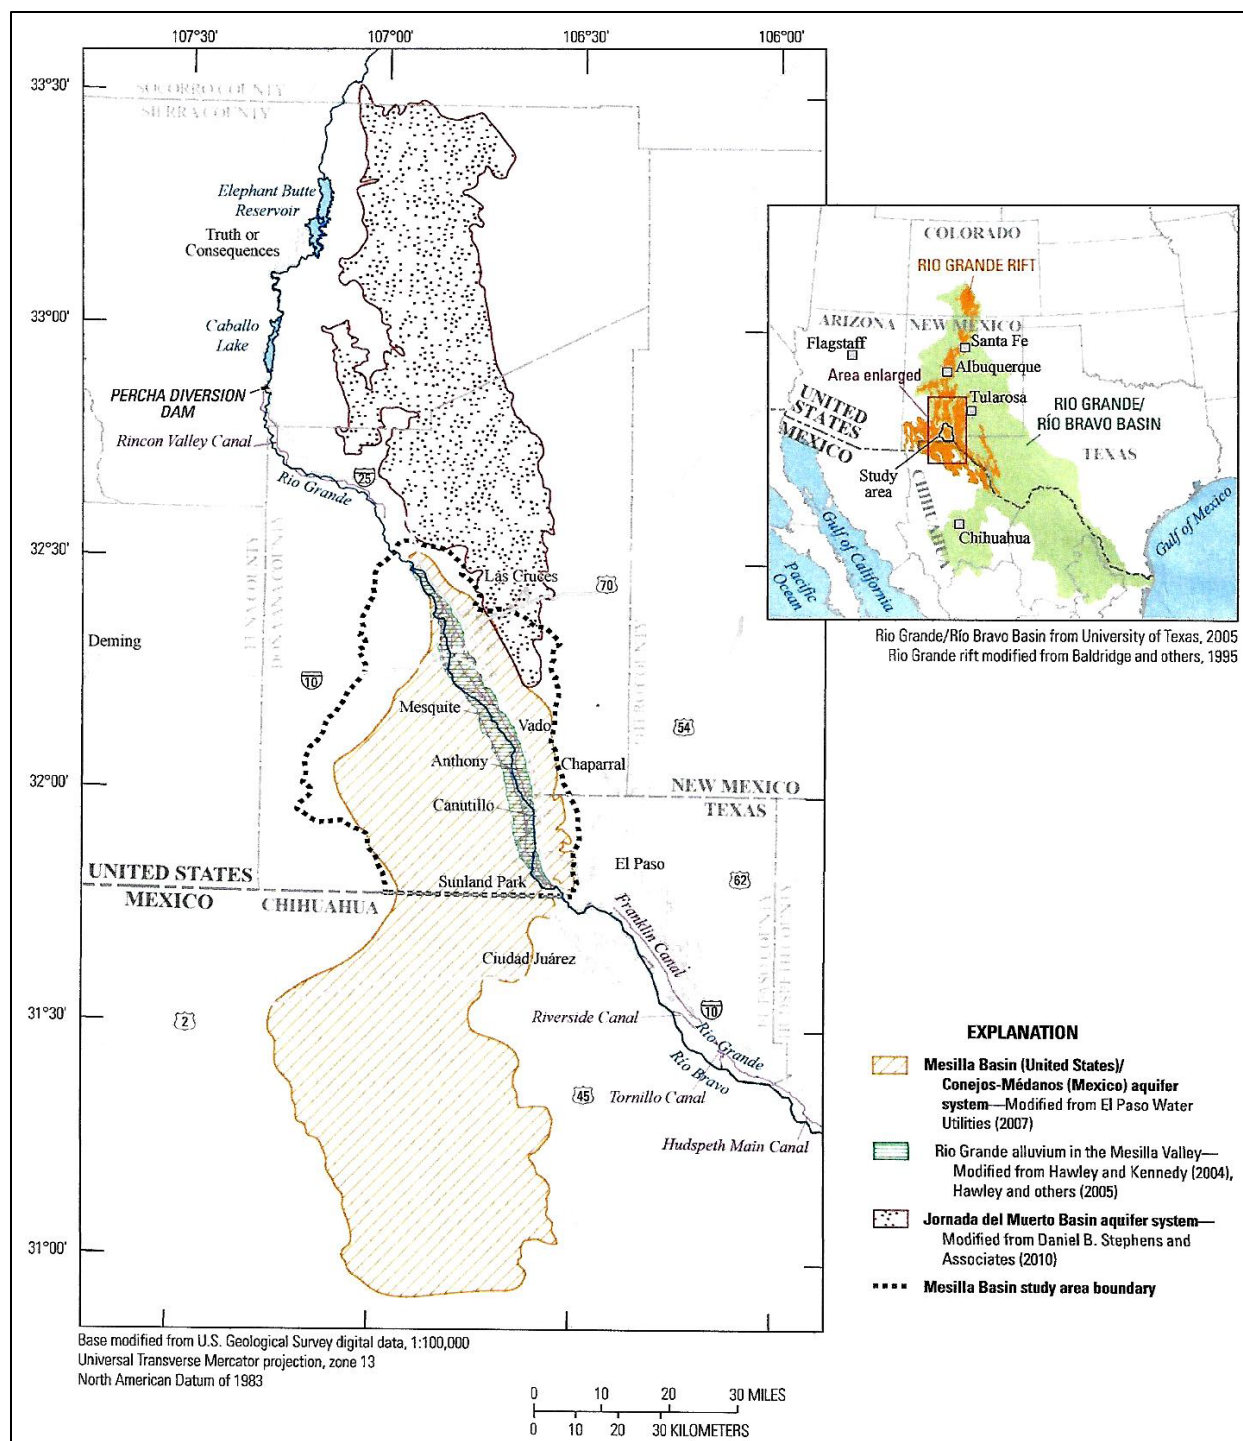 107°30'
107°00'
106°30'
106°00'
33°30'
SOCORRO COUNTY
SIERRA COUNTY
Elephant Butte
Reservoir
Truth or
Consequences
33°00'
Caballo
Lake
PERCHA DIVERSION
DAM
Rincon Valley Canal
25
Rio Grande
32°30'
LUNA COUNTY
DONA ANA COUNTY
Las Cruces
70
Deming
10
OTERO COUNTY
Mesquite
Vado
54
Anthony
Chaparral
32°00'
NEW MEXICO
TEXAS
Canutillo
El Paso
UNITED STATES
MEXICO
CHIHUAHUA
Sunland Park
62
Franklin Canal
EL PASO COUNTY
HUDSPETH COUNTY
Ciudad Juárez
31°30'
2
10
Riverside Canal
Rio Grande
Río Bravo
45
Tornillo Canal
Hudspeth Main Canal
31°00'
COLORADO
RIO GRANDE RIFT
ARIZONA
NEW MEXICO
Flagstaff
Santa Fe
Area enlarged
Albuquerque
Tularosa
UNITED
STATES
MEXICO
RIO GRANDE/
RÍO BRAVO BASIN
TEXAS
Study
area
CHIHUAHUA
Chihuahua
Gulf of Mexico
Gulf of California
Pacific
Ocean
Rio Grande/Río Bravo Basin from University of Texas, 2005
Rio Grande rift modified from Baldridge and others, 1995
EXPLANATION
Mesilla Basin (United States)/
Conejos-Médanos (Mexico) aquifer
system—Modified from El Paso Water
Utilities (2007)
Rio Grande alluvium in the Mesilla Valley—
Modified from Hawley and Kennedy (2004),
Hawley and others (2005)
Jornada del Muerto Basin aquifer system—
Modified from Daniel B. Stephens and
Associates (2010)
Mesilla Basin study area boundary
Base modified from U.S. Geological Survey digital data, 1:100,000
Universal Transverse Mercator projection, zone 13
North American Datum of 1983
0 10 20 30 MILES
0 10 20 30 KILOMETERS